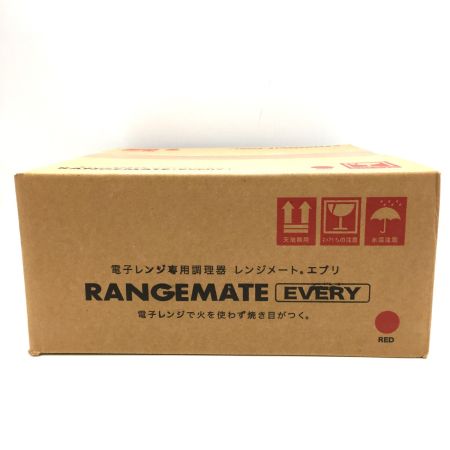 天地無用
われもの注意
水濡注意
電子レンジ専用調理器 レンジメート。エブリ
RANGEMATE EVERY
電子レンジで火を使わず焼き目がつく。
RED